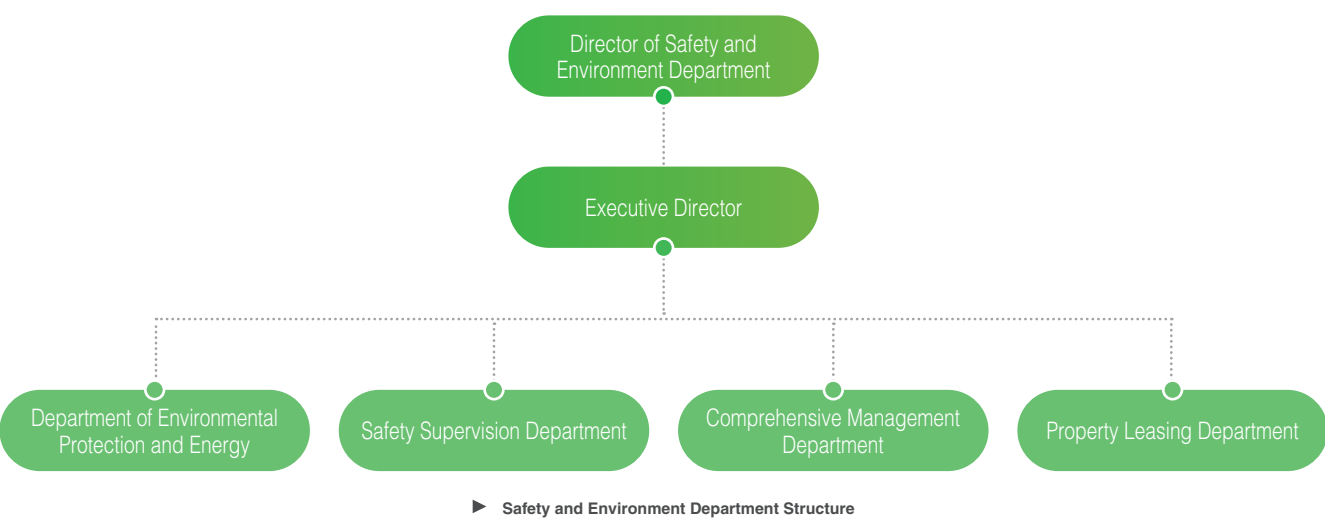 Director of Safety and
Environment Department
Executive Director
Department of Environmental
Protection and Energy
Safety Supervision Department
Comprehensive Management
Department
Property Leasing Department
► Safety and Environment Department Structure